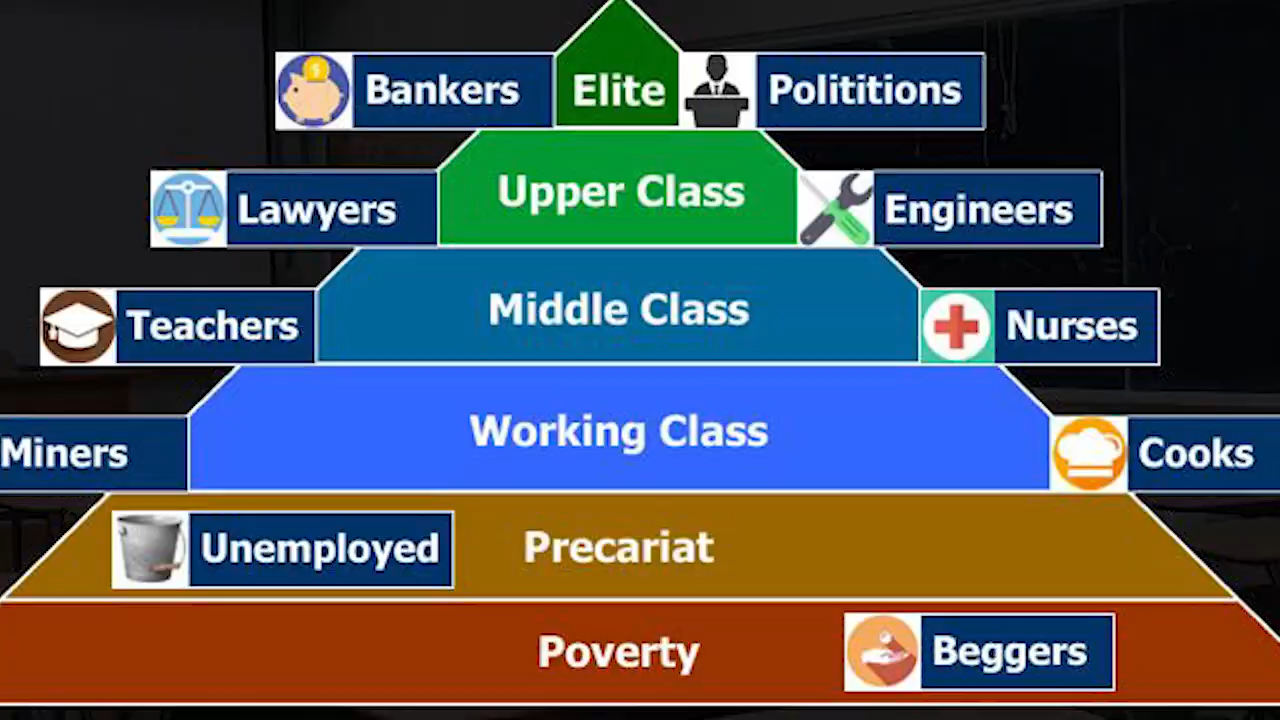 Bankers Elite Polititions
Lawyers Upper Class Engineers
Teachers Middle Class Nurses
Miners Working Class Cooks
Unemployed Precariat
Poverty Beggers